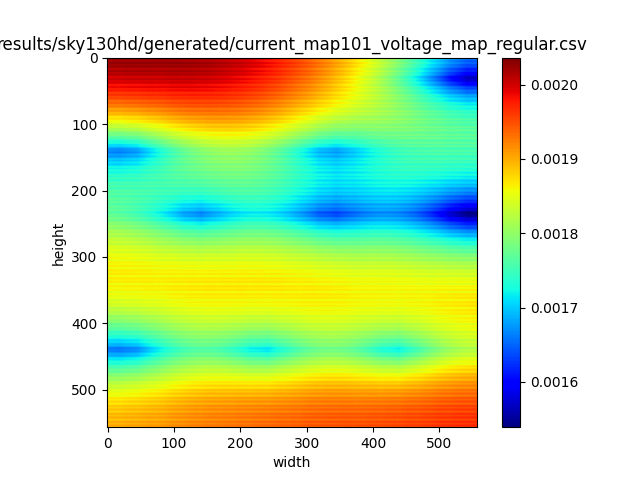 results/sky130hd/generated/current_map101_voltage_map_regular.csv
0
100
200
300
400
500
height
0 100 200 300 400 500
width
0.0020
0.0019
0.0018
0.0017
0.0016